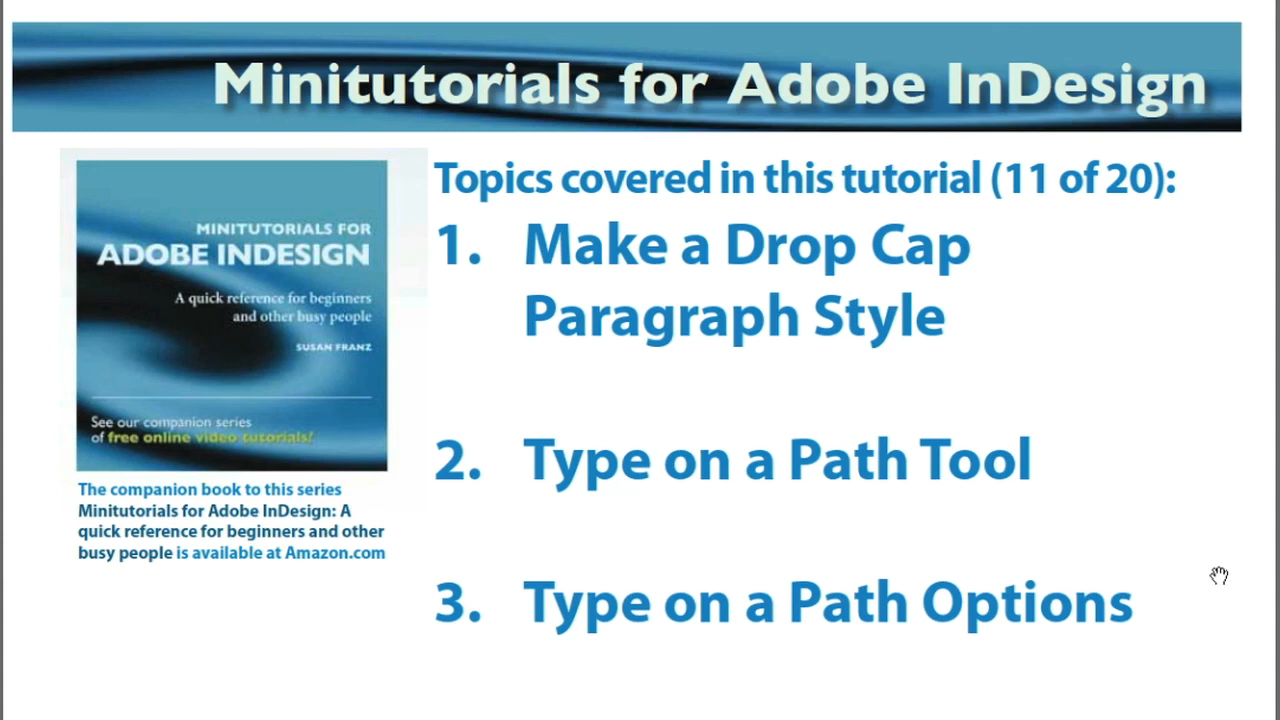 Minitutorials for Adobe InDesign
MINITUTORIALS FOR
ADOBE INDESIGN
A quick reference for beginners
and other busy people
SUSAN FRANZ
See our companion series
of free online video tutorials!
The companion book to this series
Minitutorials for Adobe InDesign: A
quick reference for beginners and other
busy people is available at Amazon.com
Topics covered in this tutorial (11 of 20):
1. Make a Drop Cap
Paragraph Style
2. Type on a Path Tool
3. Type on a Path Options